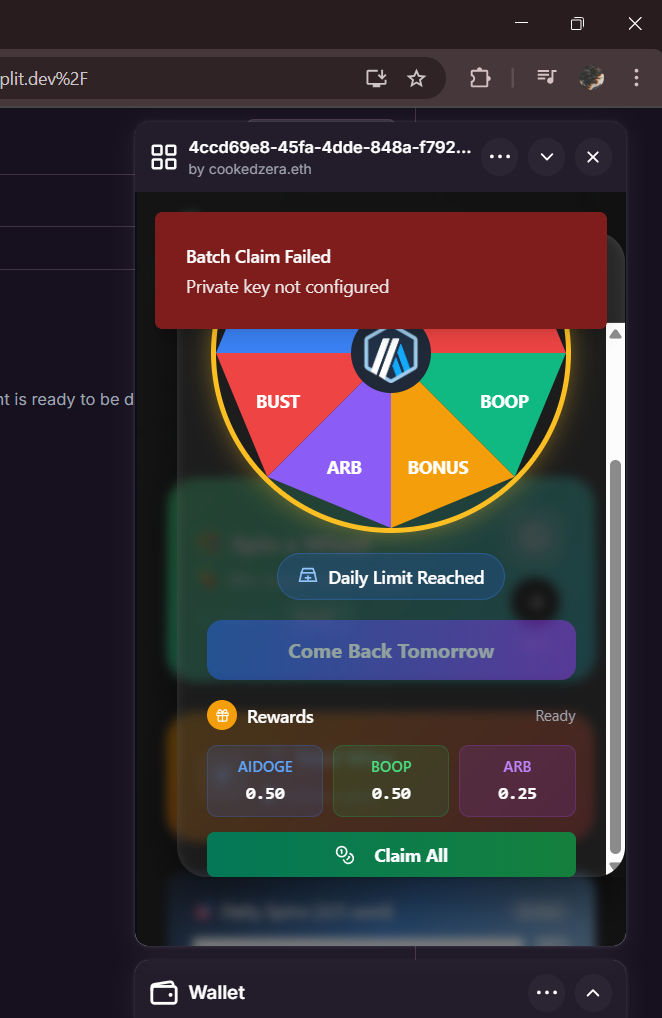 plit.dev%2F
4ccd69e8-45fa-4dde-848a-f792...
by cookedzera.eth
Batch Claim Failed
Private key not configured
nt is ready to be d
BUST
BOOP
ARB
BONUS
Daily Limit Reached
Come Back Tomorrow
Rewards
Ready
AIDOGE
BOOP
ARB
0.50
0.50
0.25
Claim All
Wallet